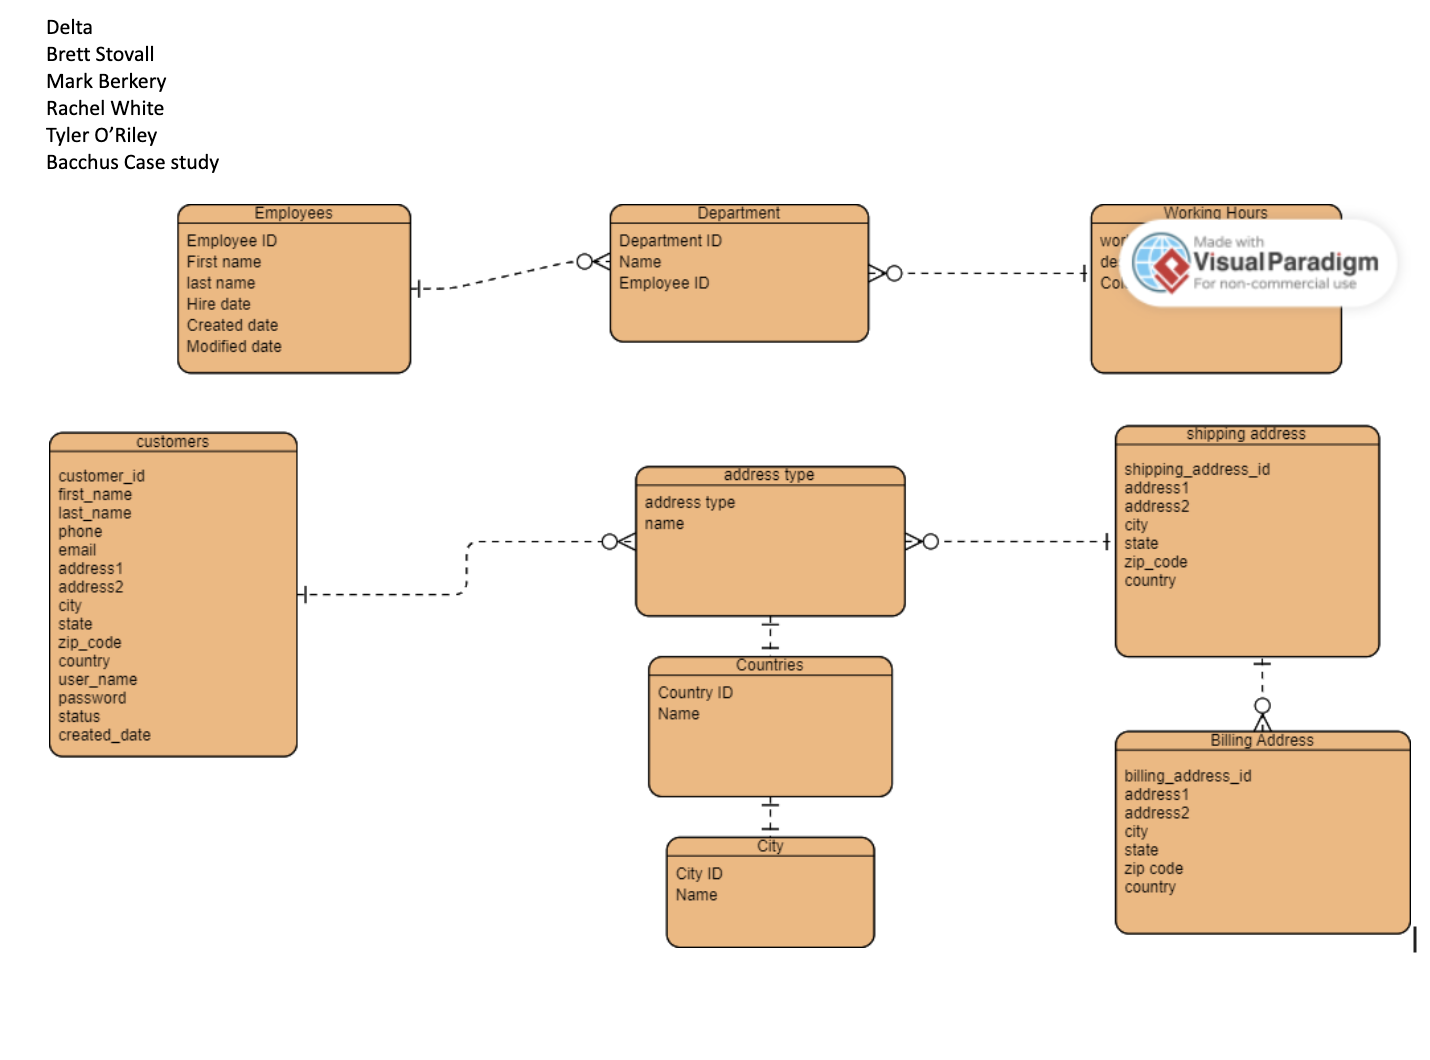 Delta
Brett Stovall
Mark Berkery
Rachel White
Tyler O’Riley
Bacchus Case study
Employees
Employee ID
First name
last name
Hire date
Created date
Modified date
Department
Department ID
Name
Employee ID
Working Hours
Made with
Visual Paradigm
For non-commercial use
customers
customer_id
first_name
last_name
phone
email
address1
address2
city
state
zip_code
country
user_name
password
status
created_date
address type
address type
name
shipping address
shipping_address_id
address1
address2
city
state
zip_code
country
Countries
Country ID
Name
City
City ID
Name
Billing Address
billing_address_id
address1
address2
city
state
zip code
country